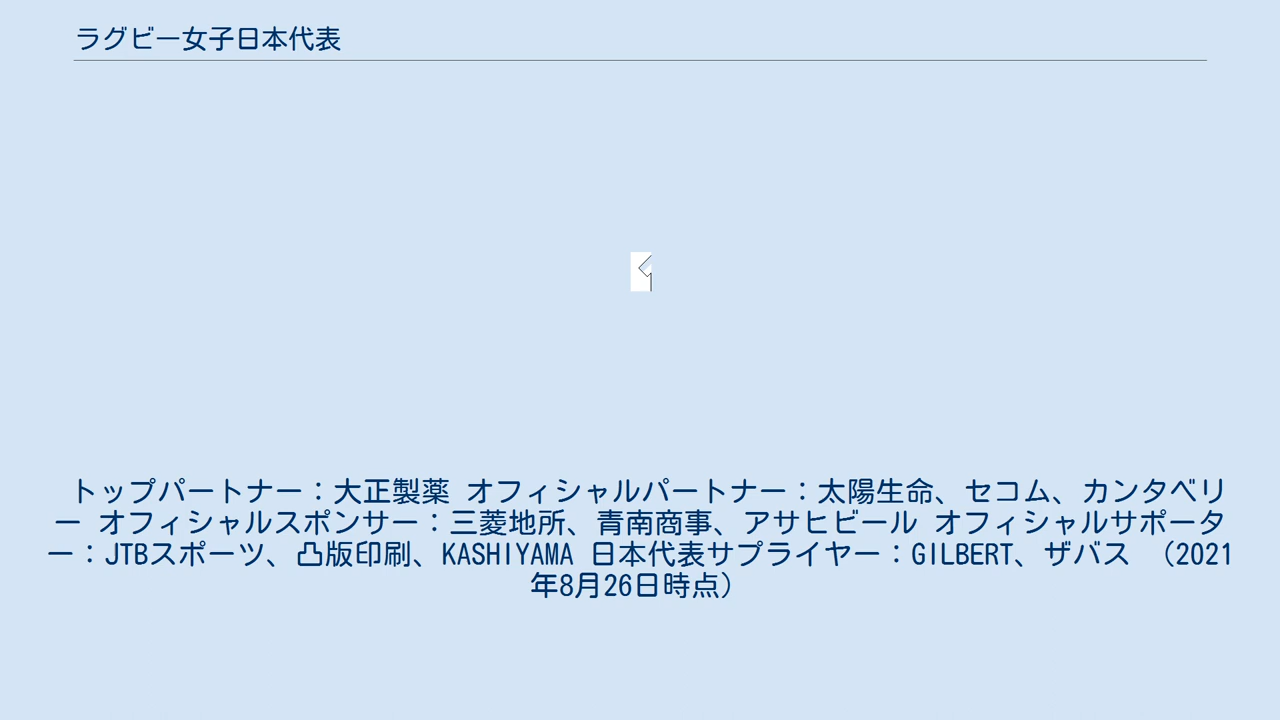 ラグビー女子日本代表
トップパートナー：大正製薬 オフィシャルパートナー：太陽生命、セコム、カンタベリ
ー オフィシャルスポンサー：三菱地所、青南商事、アサヒビール オフィシャルサポータ
ー：JTBスポーツ、凸版印刷、KASHIYAMA 日本代表サプライヤー：GILBERT、ザバス （2021
年8月26日時点）